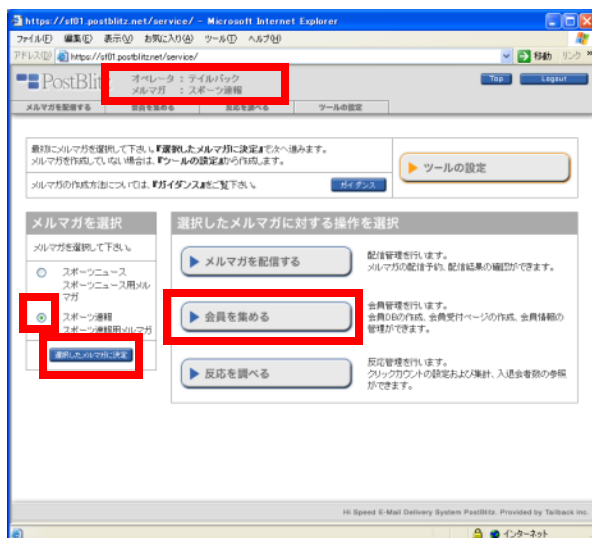 https://sf01.postblitz.net/service/ - Microsoft Internet Explorer
ファイル(F) 編集(E) 表示(V) お気に入り(A) ツール(T) ヘルプ(H)
アドレス(D) https://sf01.postblitz.net/service/ 移動 リンク »
PostBlitz
オペレータ : テイルバック
メルマガ : スポーツ速報
Top Logout
メルマガを配信する 会員を集める 反応を調べる ツールの設定
最初にメルマガを選択して下さい。『選択したメルマガに決定』で次へ進みます。
メルマガを作成していない場合は、『ツールの設定』から作成します。
メルマガの作成方法については、『ガイダンス』をご覧下さい。
ガイダンス
ツールの設定
メルマガを選択
メルマガを選択して下さい。
スポーツニュース
スポーツニュース用メル
マガ
スポーツ速報
スポーツ速報用メルマガ
選択したメルマガに決定
選択したメルマガに対する操作を選択
メルマガを配信する
配信管理を行います。
メルマガの配信予約、配信結果の確認ができます。
会員を集める
会員管理を行います。
会員DBの作成、会員受付ページの作成、会員情報の
管理ができます。
反応を調べる
反応管理を行います。
クリックカウントの設定および集計、入退会者数の参照
ができます。
Hi Speed E-Mail Delivery System PostBlitz. Provided by Tailback Inc.
インターネット